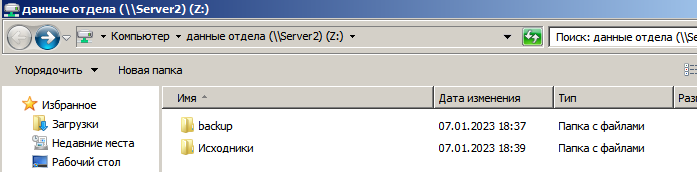 данные отдела (\\Server2) (Z:)
Компьютер данные отдела (\\Server2) (Z:) Поиск: данные отдела (\\Se
Упорядочить Новая папка
Избранное Имя Дата изменения Тип Раз
Загрузки backup 07.01.2023 18:37 Папка с файлами
Недавние места Исходники 07.01.2023 18:39 Папка с файлами
Рабочий стол